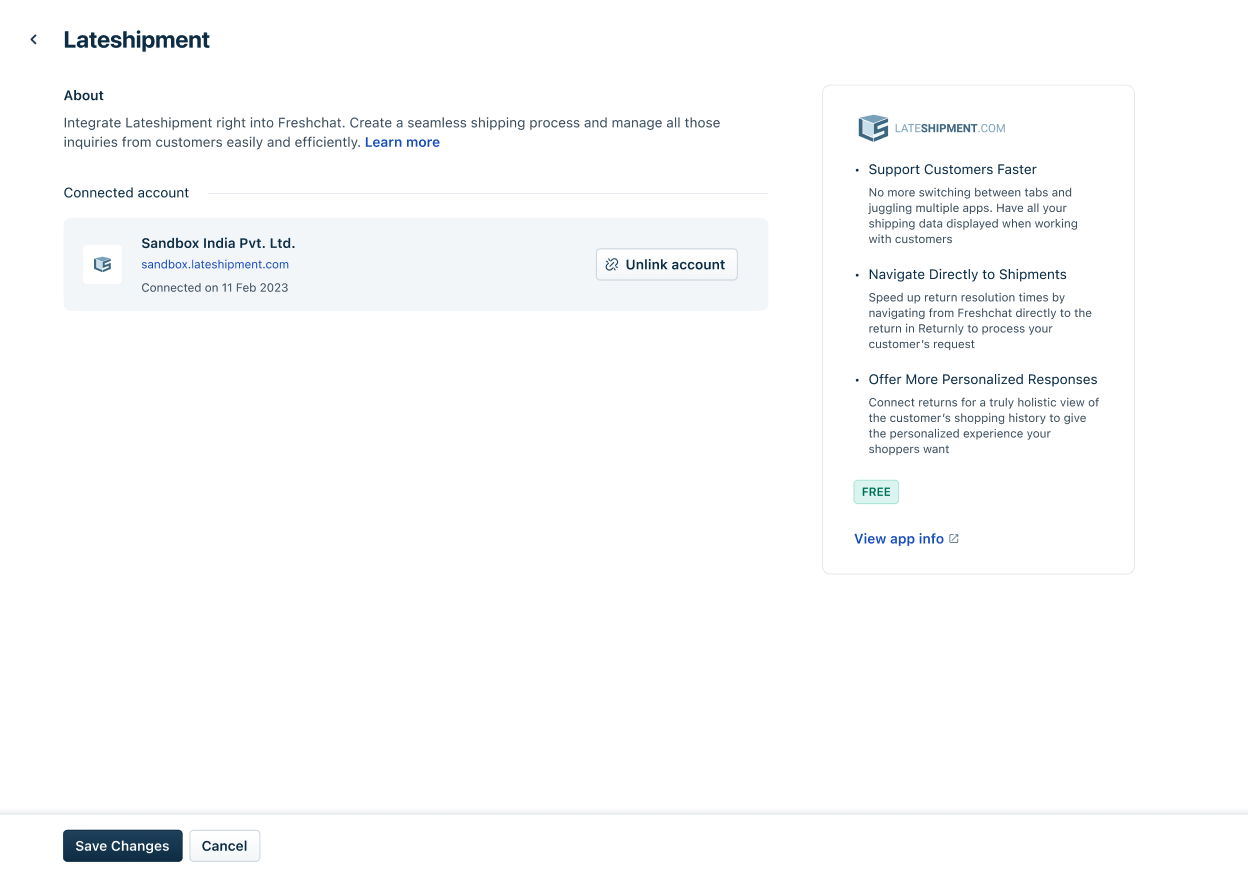 Lateshipment
About
Integrate Lateshipment right into Freshchat. Create a seamless shipping process and manage all those
inquiries from customers easily and efficiently. Learn more
Connected account
Sandbox India Pvt. Ltd.
sandbox.lateshipment.com
Connected on 11 Feb 2023
Unlink account
LATESHIPMENT.COM
• Support Customers Faster
No more switching between tabs and
juggling multiple apps. Have all your
shipping data displayed when working
with customers
• Navigate Directly to Shipments
Speed up return resolution times by
navigating from Freshchat directly to the
return in Returnly to process your
customer's request
• Offer More Personalized Responses
Connect returns for a truly holistic view of
the customer's shopping history to give
the personalized experience your
shoppers want
FREE
View app info
Save Changes
Cancel